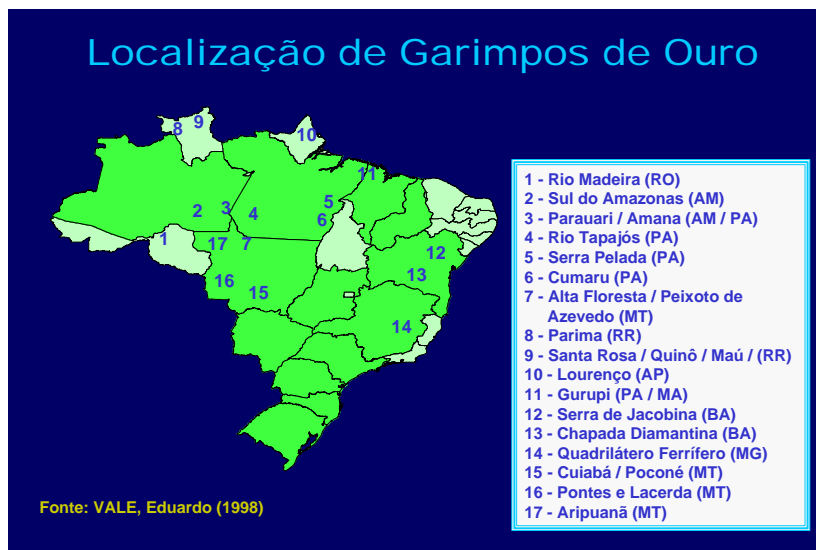 Localização de Garimpos de Ouro
8
9
10
11
5
6
2
3
4
1
17
7
12
13
16
15
14
1 - Rio Madeira (RO)
2 - Sul do Amazonas (AM)
3 - Parauari / Amana (AM / PA)
4 - Rio Tapajós (PA)
5 - Serra Pelada (PA)
6 - Cumaru (PA)
7 - Alta Floresta / Peixoto de
Azevedo (MT)
8 - Parima (RR)
9 - Santa Rosa / Quinô / Maú / (RR)
10 - Lourenço (AP)
11 - Gurupi (PA / MA)
12 - Serra de Jacobina (BA)
13 - Chapada Diamantina (BA)
14 - Quadrilátero Ferrífero (MG)
15 - Cuiabá / Poconé (MT)
16 - Pontes e Lacerda (MT)
17 - Aripuanã (MT)
Fonte: VALE, Eduardo (1998)